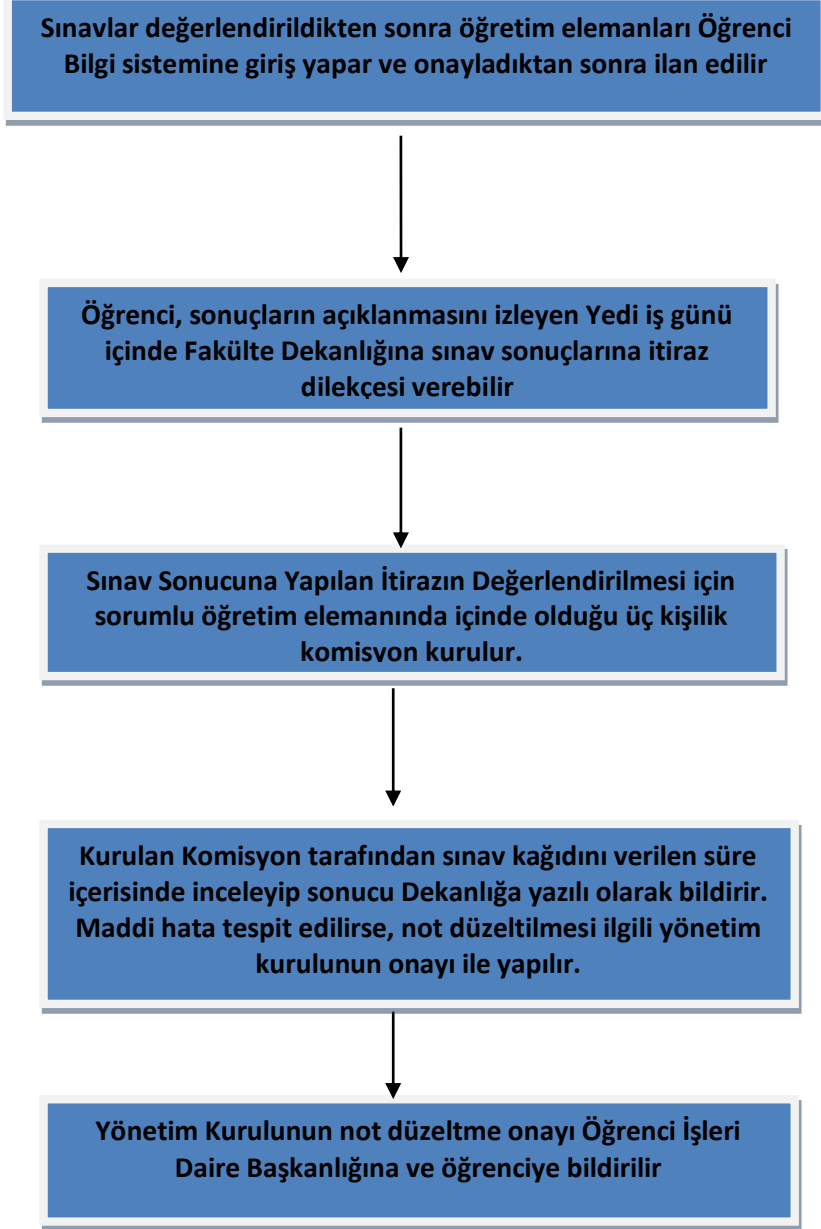 Sınavlar değerlendirildikten sonra öğretim elemanları Öğrenci
Bilgi sistemine giriş yapar ve onayladıktan sonra ilan edilir
Öğrenci, sonuçların açıklanmasını izleyen Yedi iş günü
içinde Fakülte Dekanlığına sınav sonuçlarına itiraz
dilekçesi verebilir
Sınav Sonucuna Yapılan İtirazın Değerlendirilmesi için
sorumlu öğretim elemanında içinde olduğu üç kişilik
komisyon kurulur.
Kurulan Komisyon tarafından sınav kağıdını verilen süre
içerisinde inceleyip sonucu Dekanlığa yazılı olarak bildirir.
Maddi hata tespit edilirse, not düzeltilmesi ilgili yönetim
kurulunun onayı ile yapılır.
Yönetim Kurulunun not düzeltme onayı Öğrenci İşleri
Daire Başkanlığına ve öğrenciye bildirilir